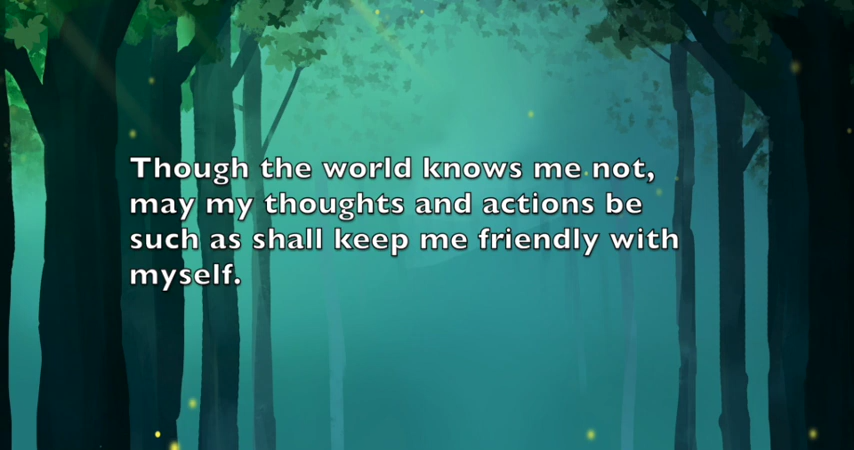 Though the world knows me not,
may my thoughts and actions be
such as shall keep me friendly with
myself.